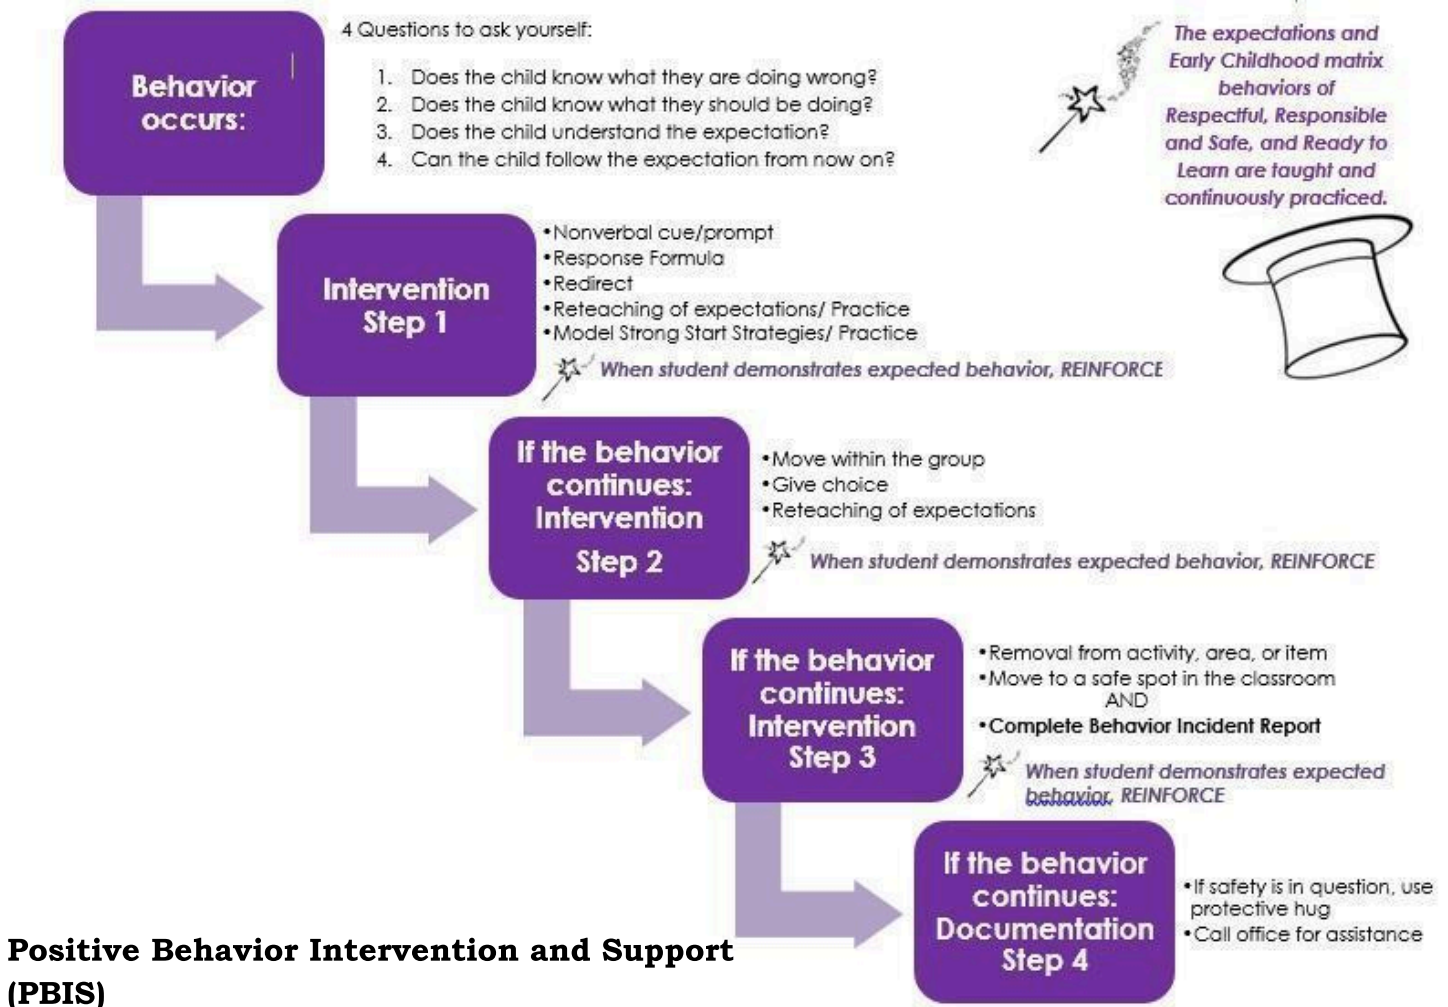 Behavior
occurs:
4 Questions to ask yourself:
1. Does the child know what they are doing wrong?
2. Does the child know what they should be doing?
3. Does the child understand the expectation?
4. Can the child follow the expectation from now on?
The expectations and
Early Childhood matrix
behaviors of
Respectful, Responsible
and Safe, and Ready to
Learn are taught and
continuously practiced.
Intervention
Step 1
•Nonverbal cue/prompt
•Response Formula
•Redirect
•Reteaching of expectations/ Practice
•Model Strong Start Strategies/ Practice
When student demonstrates expected behavior, REINFORCE
If the behavior
continues:
Intervention
Step 2
•Move within the group
•Give choice
•Reteaching of expectations
When student demonstrates expected behavior, REINFORCE
If the behavior
continues:
Intervention
Step 3
•Removal from activity, area, or item
•Move to a safe spot in the classroom
AND
•Complete Behavior Incident Report
When student demonstrates expected
behavior, REINFORCE
If the behavior
continues:
Documentation
Step 4
•If safety is in question, use
protective hug
•Call office for assistance
Positive Behavior Intervention and Support
(PBIS)